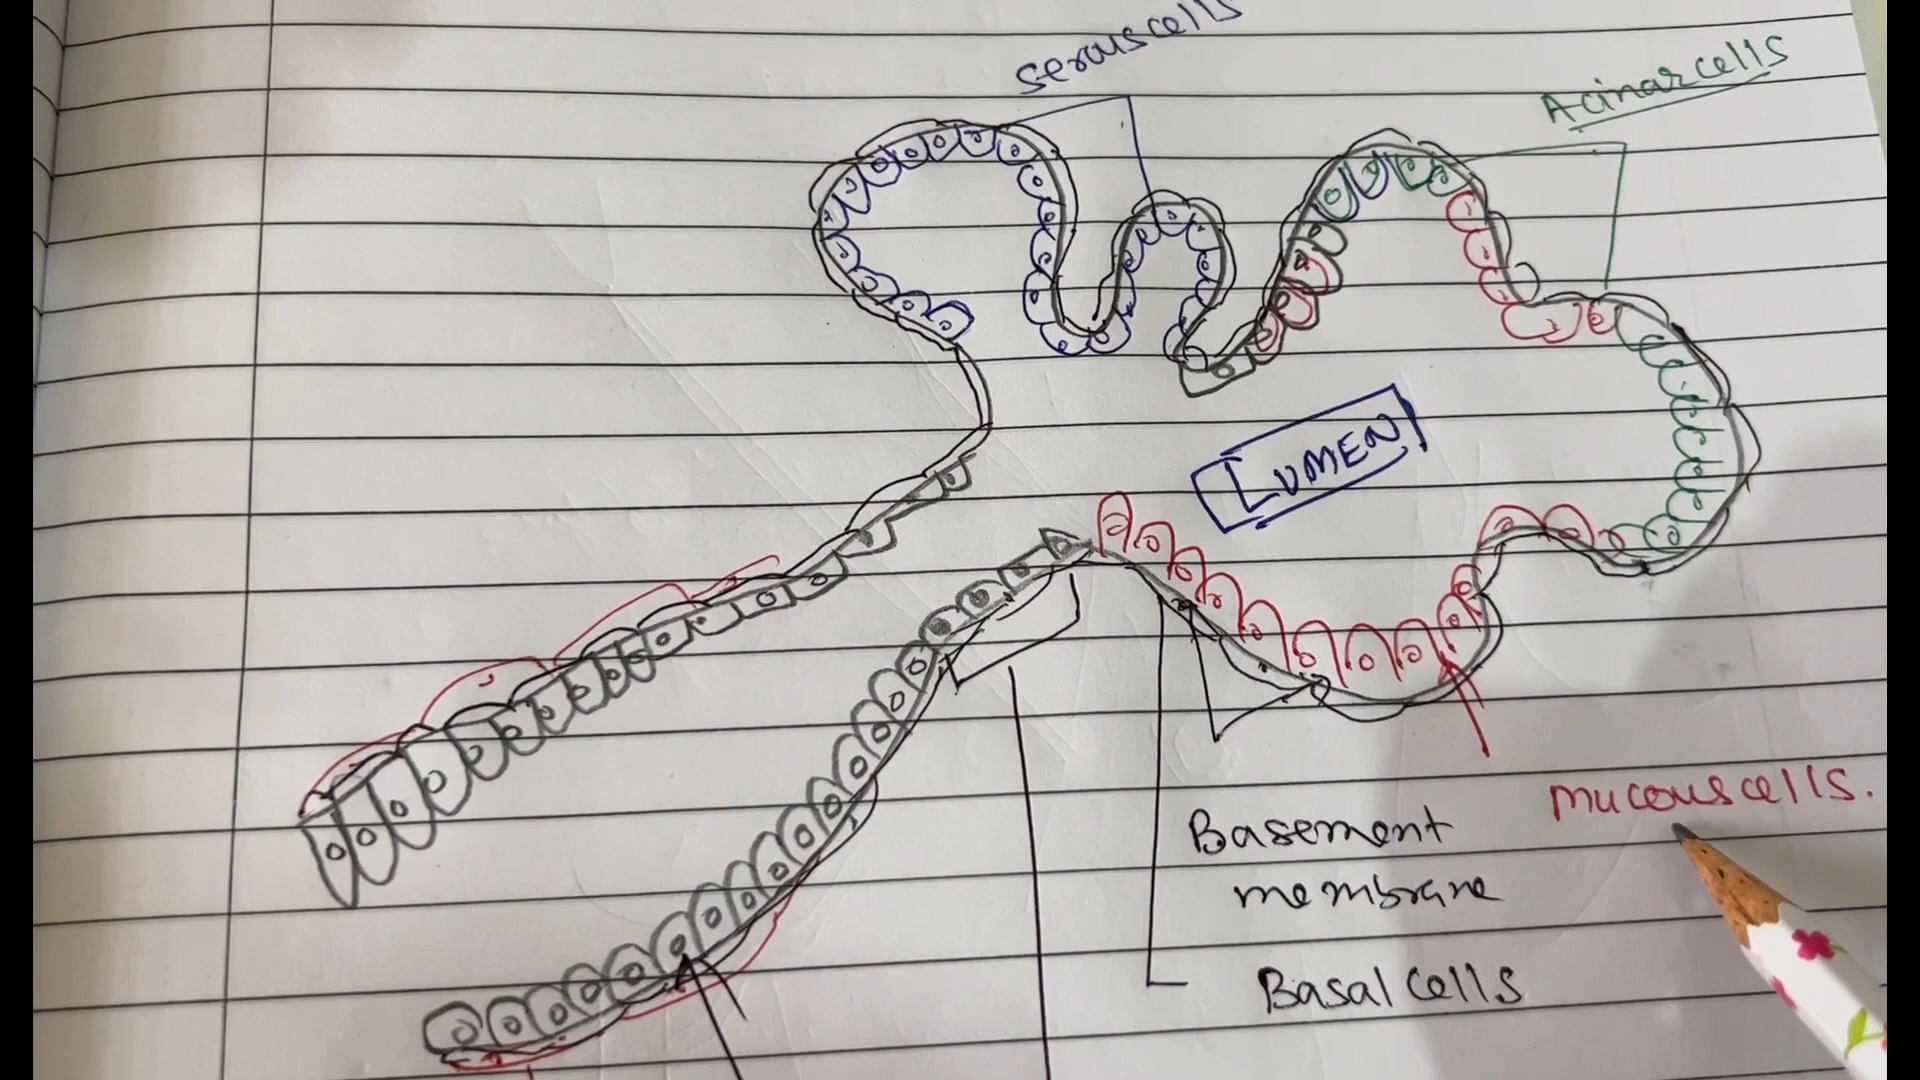 serous cells
Acinar cells
LUMEN
mucous cells.
Basement
membrane
Basal cells